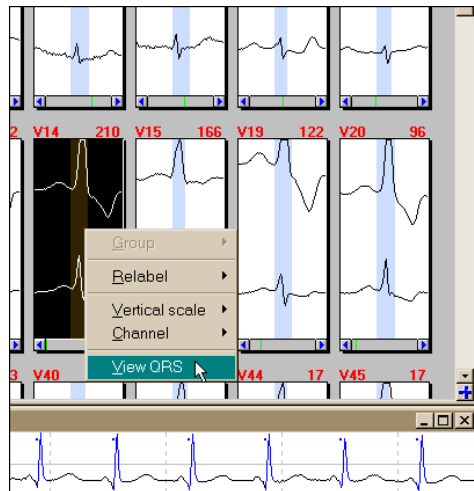 2 V14 210 V15 166 V19 122 V20 96
Group
Relabel
Vertical scale
Channel
View QRS
3 V40 V44 17 V45 17